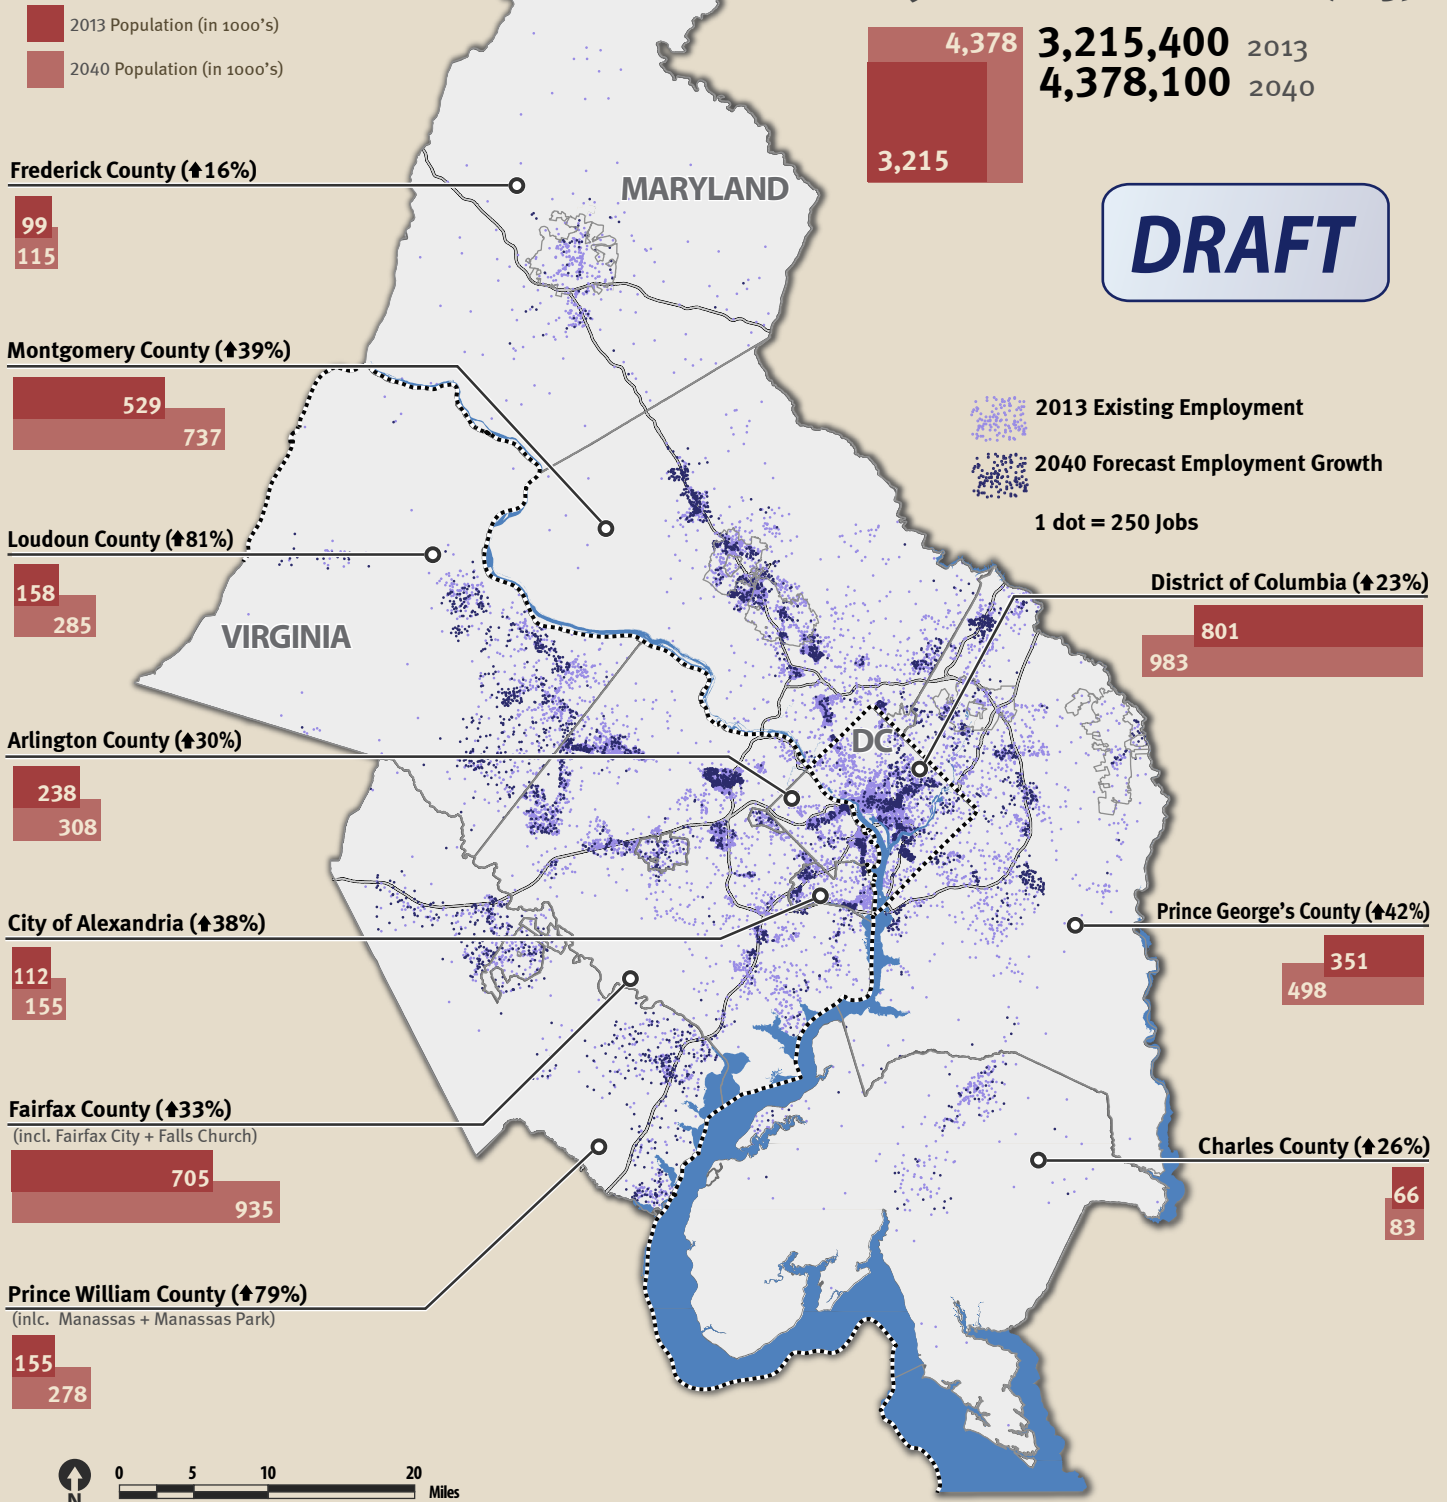 2013 Population (in 1000's)
2040 Population (in 1000's)
4,378
3,215
3,215,400 2013
4,378,100 2040
DRAFT
MARYLAND
VIRGINIA
DC
Frederick County (⬆16%)
99
115
Montgomery County (⬆39%)
529
737
Loudoun County (⬆81%)
158
285
Arlington County (⬆30%)
238
308
City of Alexandria (⬆38%)
112
155
Fairfax County (⬆33%)
(incl. Fairfax City + Falls Church)
705
935
Prince William County (⬆79%)
(inlc. Manassas + Manassas Park)
155
278
2013 Existing Employment
2040 Forecast Employment Growth
1 dot = 250 Jobs
District of Columbia (⬆23%)
801
983
Prince George's County (⬆42%)
351
498
Charles County (⬆26%)
66
83
N
0 5 10 20
Miles